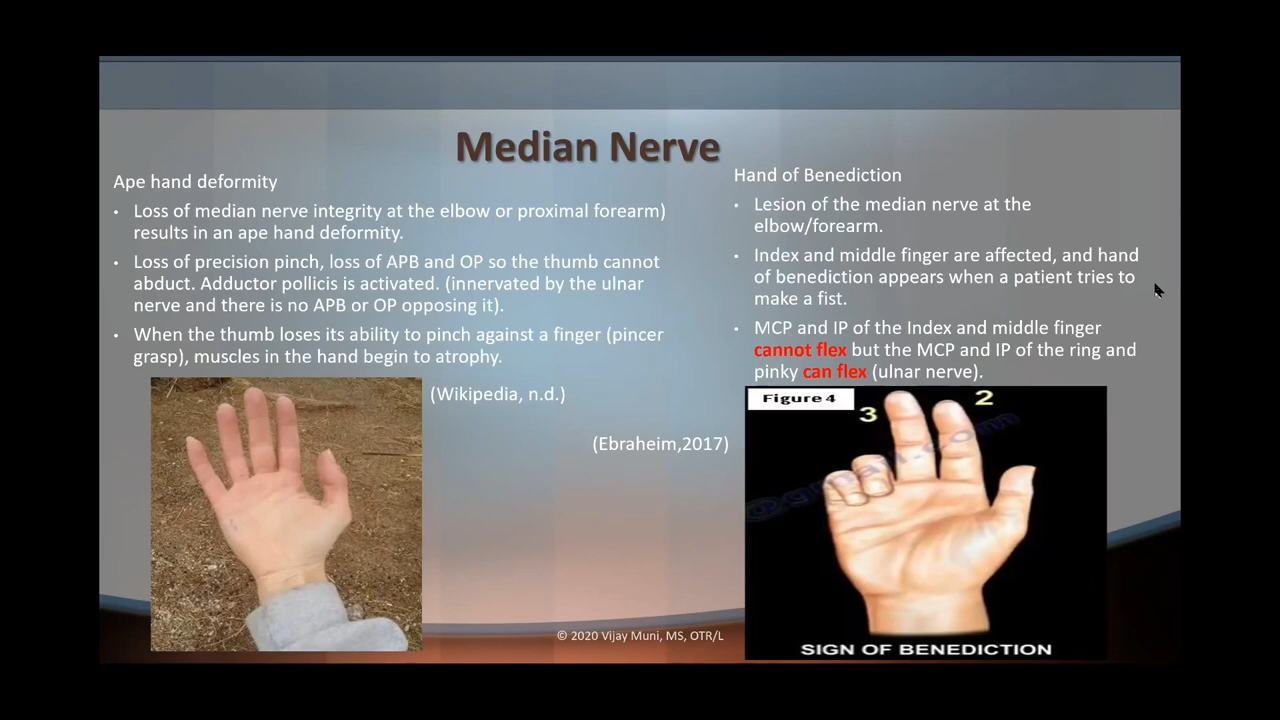 Median Nerve
Ape hand deformity
• Loss of median nerve integrity at the elbow or proximal forearm)
results in an ape hand deformity.
• Loss of precision pinch, loss of APB and OP so the thumb cannot
abduct. Adductor pollicis is activated. (innervated by the ulnar
nerve and there is no APB or OP opposing it).
• When the thumb loses its ability to pinch against a finger (pincer
grasp), muscles in the hand begin to atrophy.
(Wikipedia, n.d.)
(Ebraheim,2017)
Hand of Benediction
• Lesion of the median nerve at the
elbow/forearm.
• Index and middle finger are affected, and hand
of benediction appears when a patient tries to
make a fist.
• MCP and IP of the Index and middle finger
cannot flex but the MCP and IP of the ring and
pinky can flex (ulnar nerve).
Figure 4
3
2
SIGN OF BENEDICTION
© 2020 Vijay Muni, MS, OTR/L